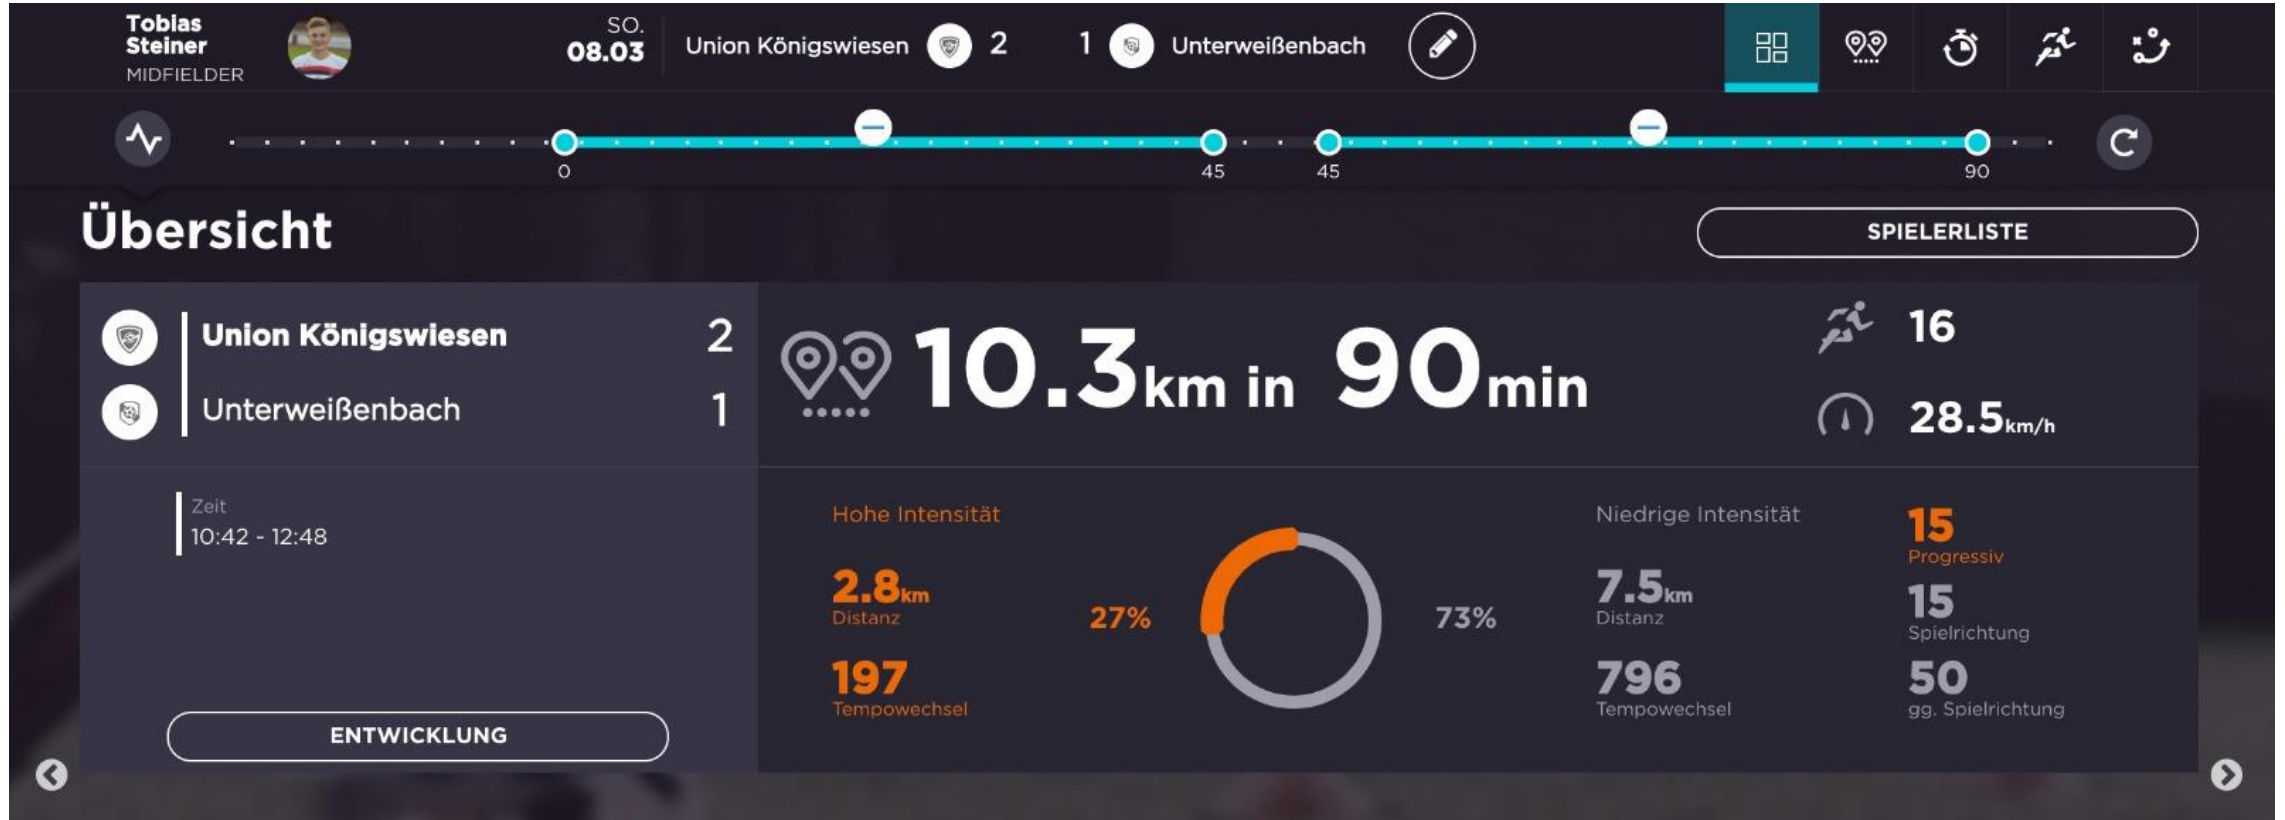 Tobias
Steiner
MIDFIELDER
SO.
08.03
Union Königswiesen 2 1 Unterweißenbach
0 45 45 90
Übersicht
SPIELERLISTE
Union Königswiesen 2
Unterweißenbach 1
10.3km in 90min
16
28.5km/h
Zeit
10:42 - 12:48
ENTWICKLUNG
Hohe Intensität
2.8km
Distanz
197
Tempowechsel
27%
73%
Niedrige Intensität
7.5km
Distanz
796
Tempowechsel
15
Progressiv
15
Spielrichtung
50
gg. Spielrichtung